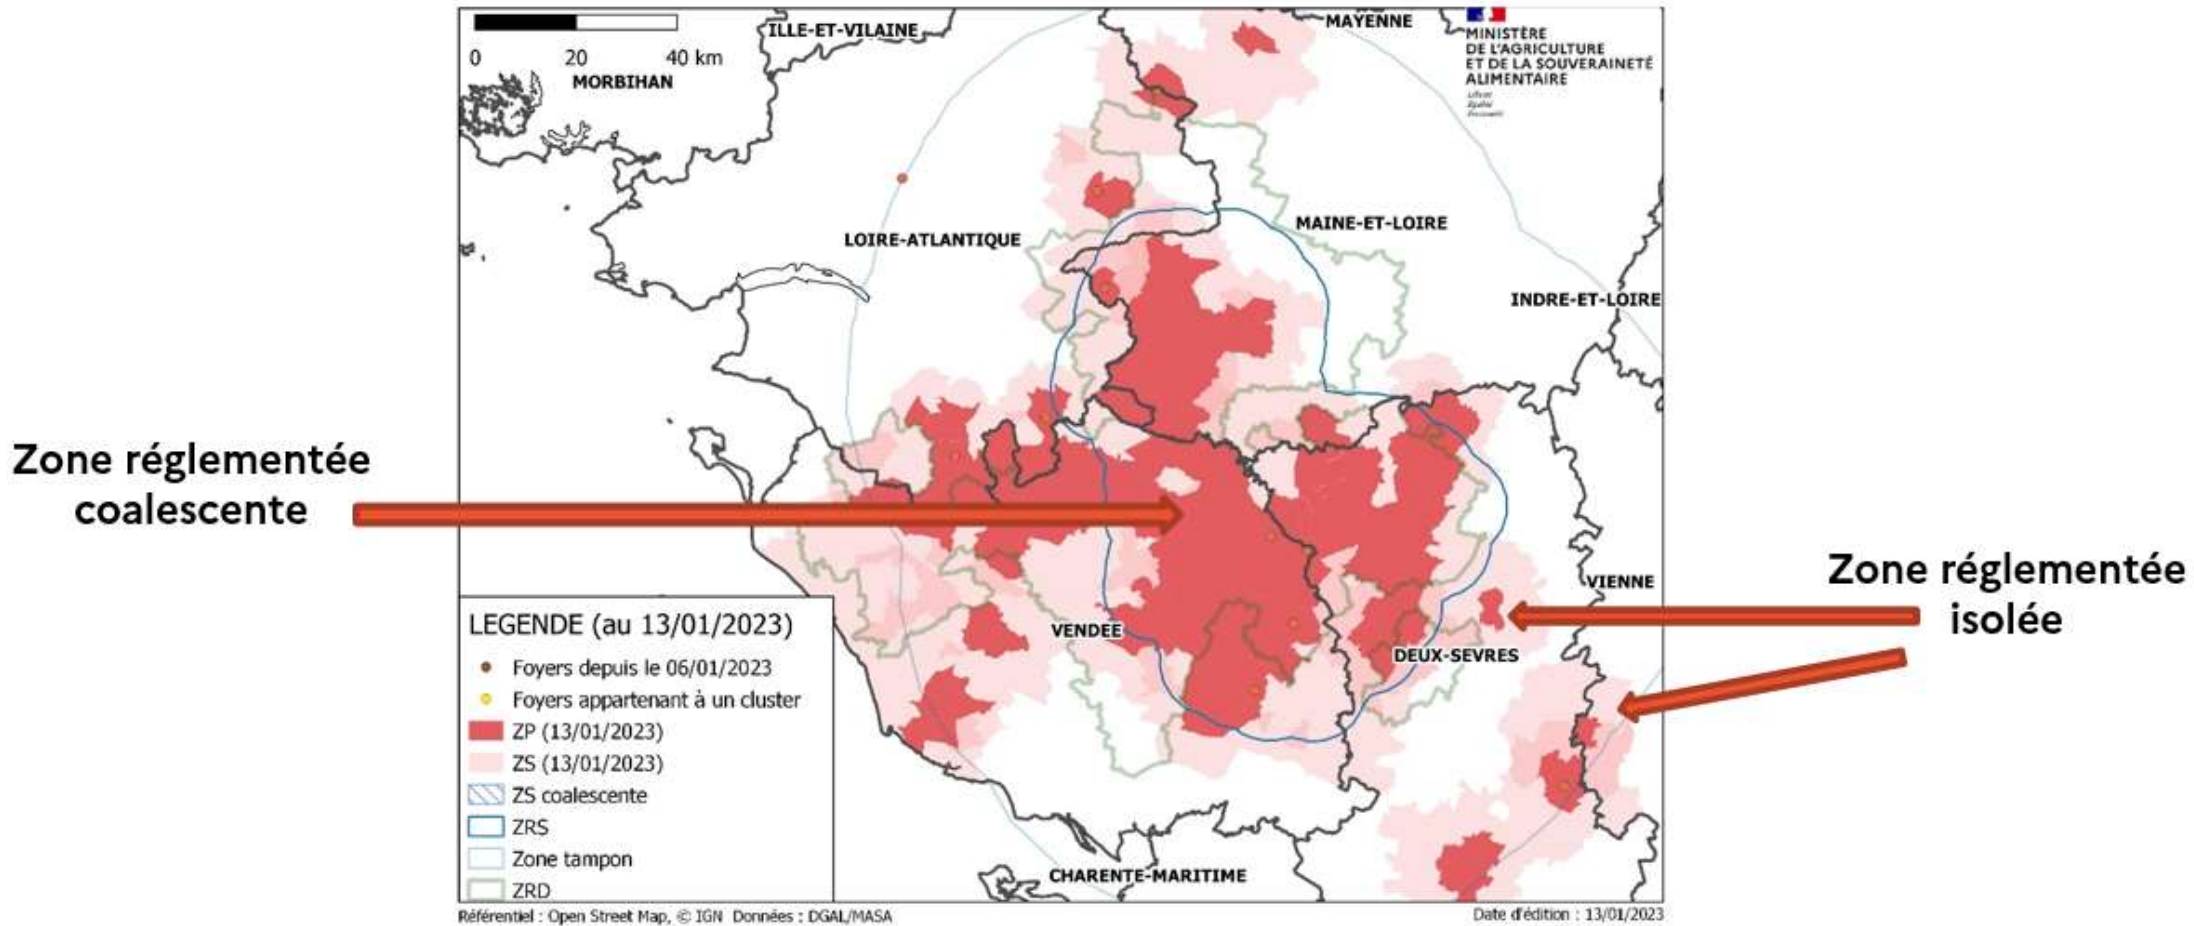 0
20
40 km
ILLE-ET-VILAINE
MORBIHAN
MAYENNE
MINISTÈRE
DE L'AGRICULTURE
ET DE LA SOUVERAINETÉ
ALIMENTAIRE
LOIRE-ATLANTIQUE
MAINE-ET-LOIRE
INDRE-ET-LOIRE
Zone réglementée
coalescente
VIENNE
Zone réglementée
isolée
VENDEE
DEUX-SEVRES
CHARENTE-MARITIME
LEGENDE (au 13/01/2023)
Foyers depuis le 06/01/2023
Foyers appartenant à un cluster
ZP (13/01/2023)
ZS (13/01/2023)
ZS coalescente
ZRS
Zone tampon
ZRD
Référentiel : Open Street Map, © IGN Données : DGAL/MASA
Date d'édition : 13/01/2023